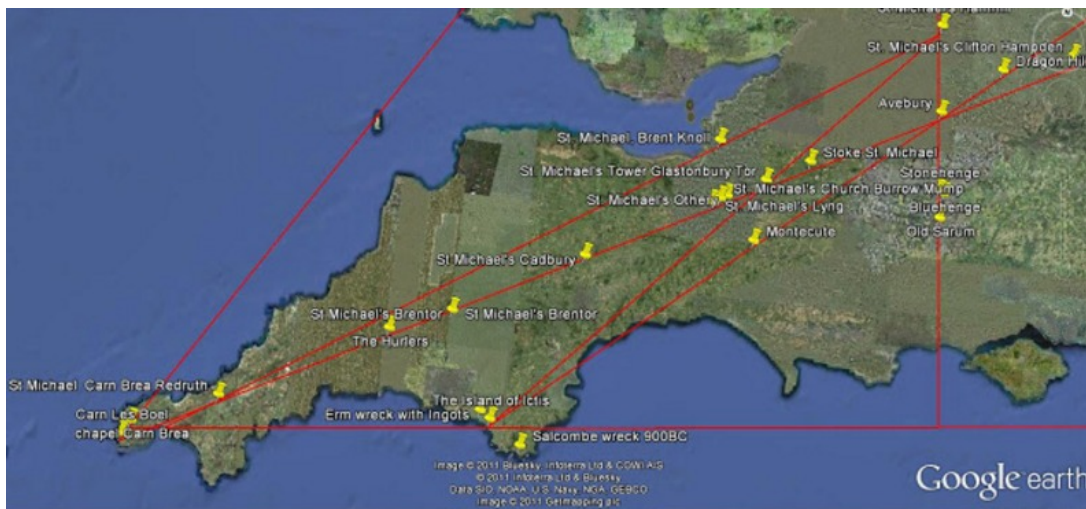 St. Michael's Clifton Hampden
Dragon Hil
Avebury
St. Michael, Brent Knoll
Stoke St. Michael
St. Michael's Tower Glastonbury Tor
Stonehenge
St. Michael's Church Burrow Mump
St. Michael's Othery
St. Michael's Lyng
Bluehenge
Montecute
Old Sarum
St Michael's Cadbury
St Michael's Brentor
St Michael's Brentor
The Hurlers
St Michael, Carn Brea Redruth
The Island of Ictis
Carn Les Boel
Erm wreck with Ingots
chapel Carn Brea
Salcombe wreck 900BC
Image © 2011 Bluesky, Infoterra Ltd & COWI A/S
© 2011 Infoterra Ltd & Bluesky
Data SIO, NOAA, U.S. Navy, NGA, GEBCO
Image © 2011 Getmapping plc
Google earth